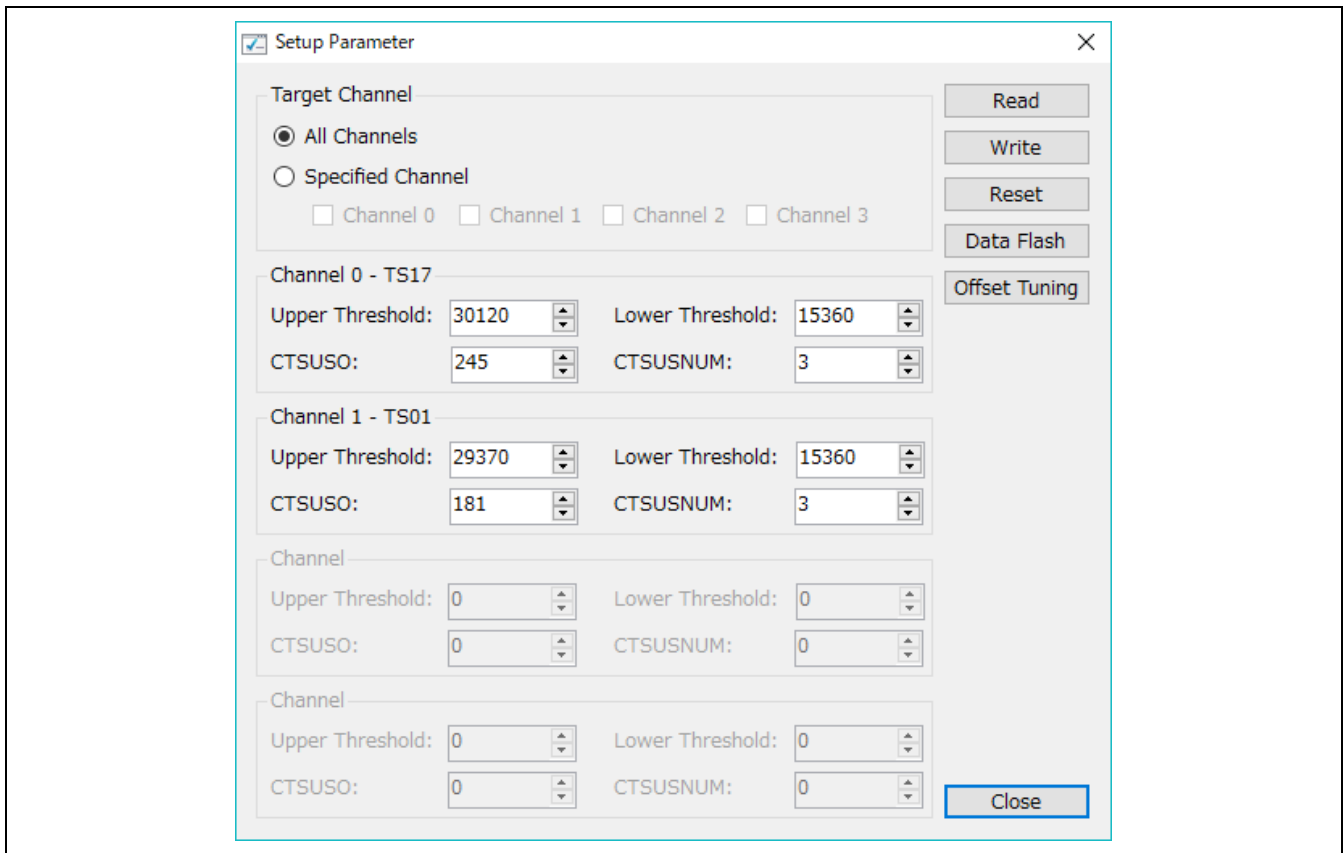 Setup Parameter
Target Channel
All Channels
Specified Channel
Channel 0 Channel 1 Channel 2 Channel 3
Read
Write
Reset
Data Flash
Offset Tuning
Channel 0 - TS17
Upper Threshold: 30120 Lower Threshold: 15360
CTSUSO: 245 CTSUSNUM: 3
Channel 1 - TS01
Upper Threshold: 29370 Lower Threshold: 15360
CTSUSO: 181 CTSUSNUM: 3
Channel
Upper Threshold: 0 Lower Threshold: 0
CTSUSO: 0 CTSUSNUM: 0
Channel
Upper Threshold: 0 Lower Threshold: 0
CTSUSO: 0 CTSUSNUM: 0
Close